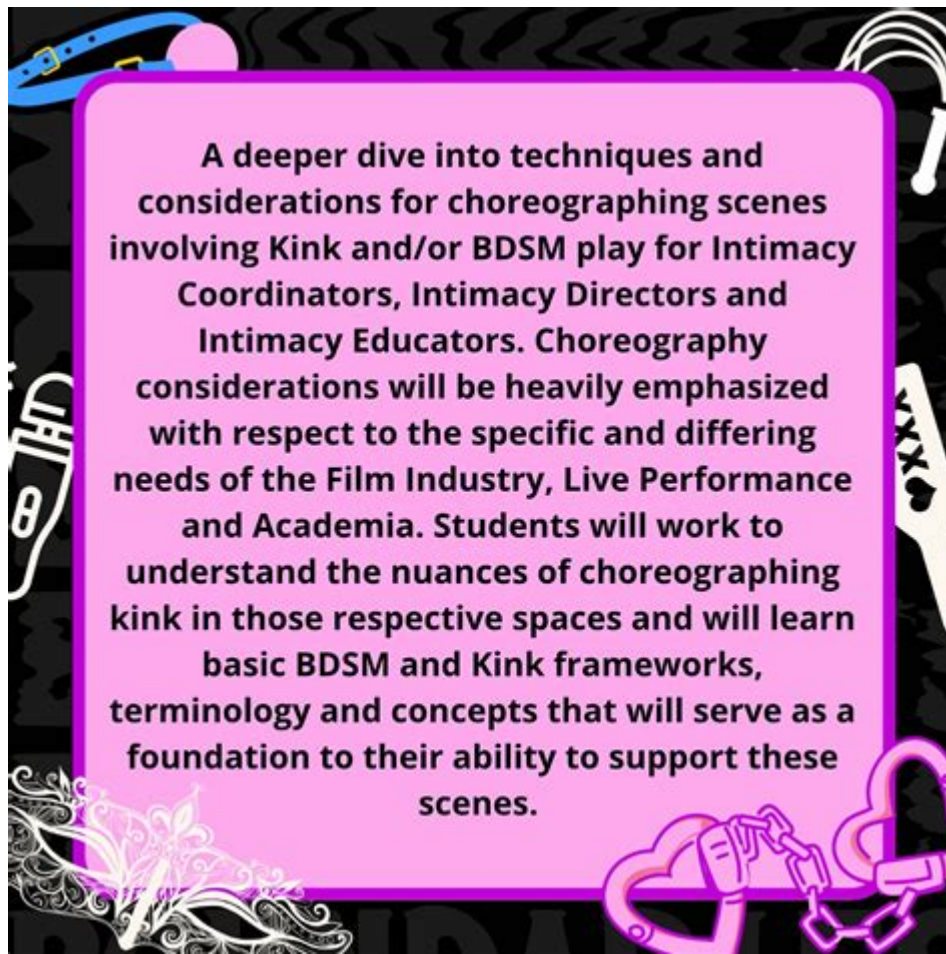 A deeper dive into techniques and
considerations for choreographing scenes
involving Kink and/or BDSM play for Intimacy
Coordinators, Intimacy Directors and
Intimacy Educators. Choreography
considerations will be heavily emphasized
with respect to the specific and differing
needs of the Film Industry, Live Performance
and Academia. Students will work to
understand the nuances of choreographing
kink in those respective spaces and will learn
basic BDSM and Kink frameworks,
terminology and concepts that will serve as a
foundation to their ability to support these
scenes.
XXX